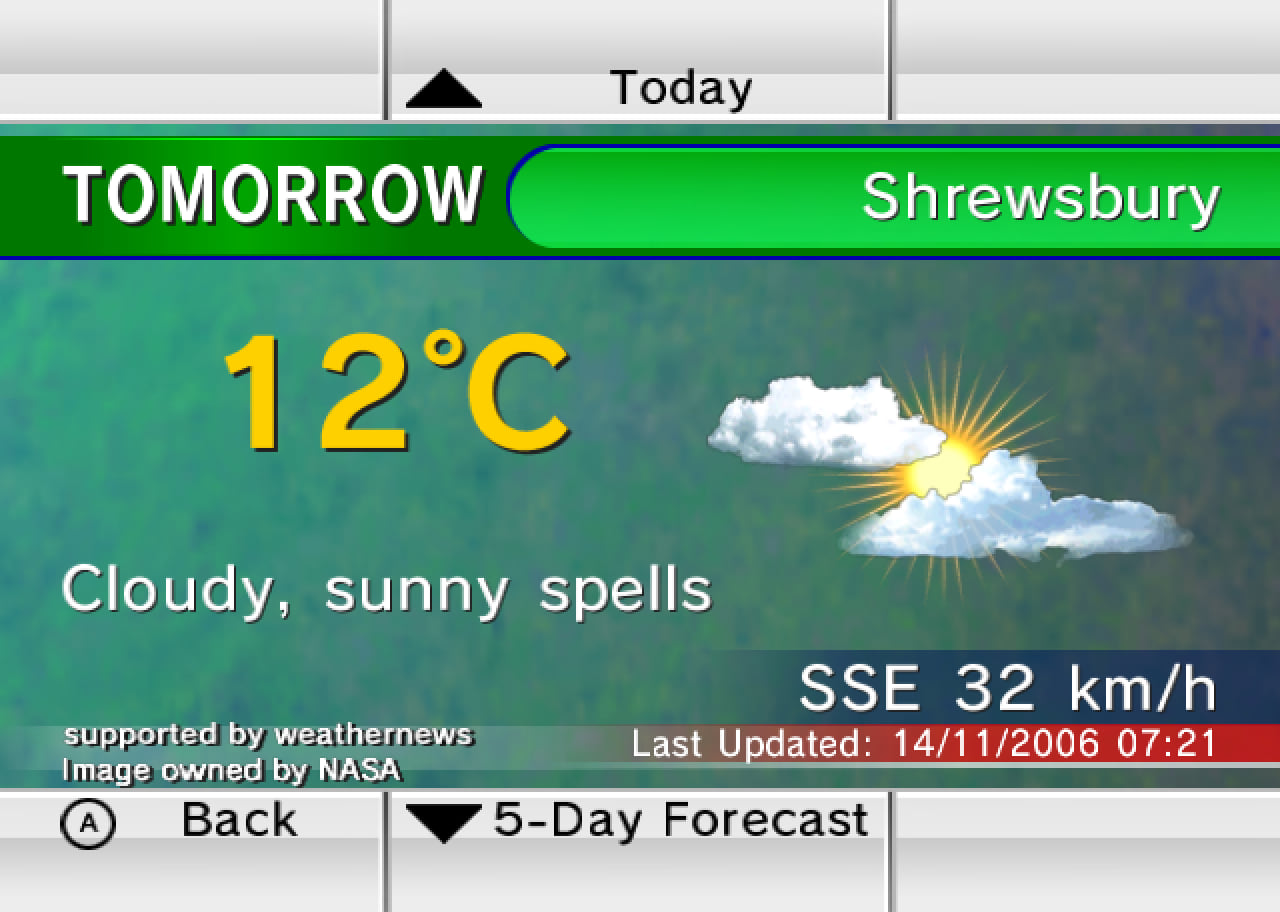 Today
TOMORROW
Shrewsbury
12°C
Cloudy, sunny spells
SSE 32 km/h
supported by weathernews
Last Updated: 14/11/2006 07:21
Image owned by NASA
A Back
5-Day Forecast